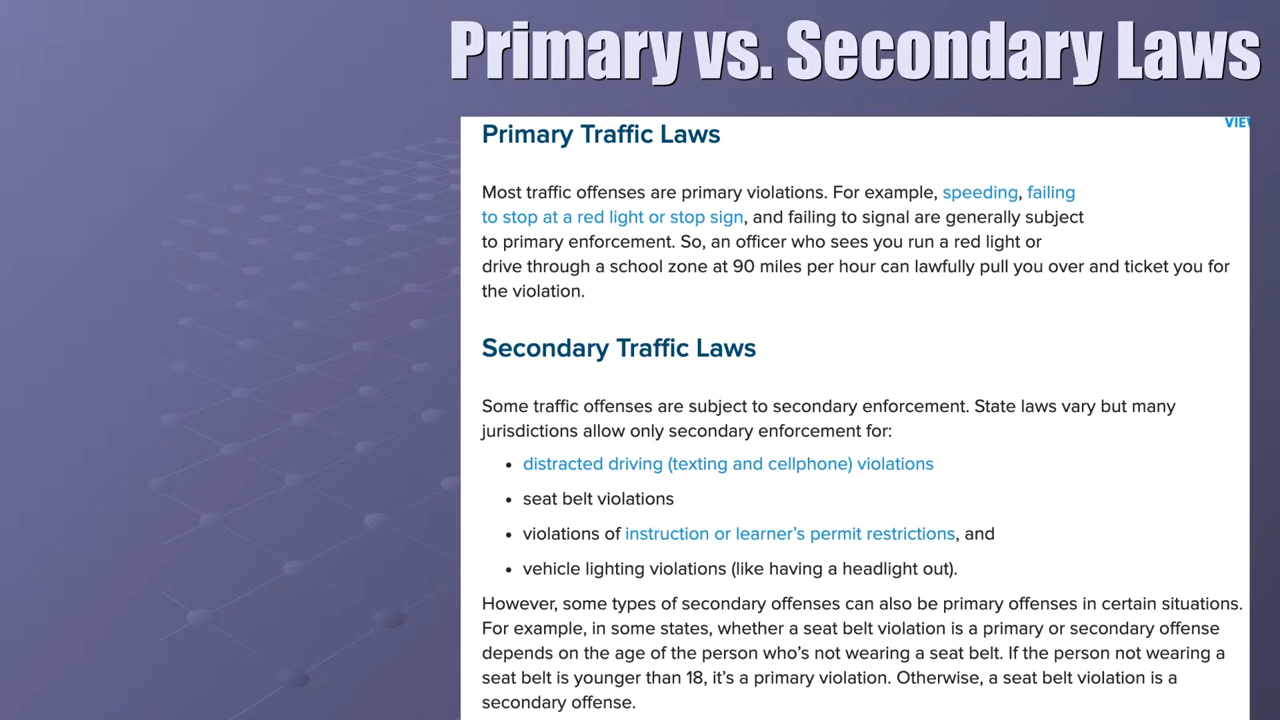 Primary vs. Secondary Laws
VIEW
Primary Traffic Laws
Most traffic offenses are primary violations. For example, speeding, failing
to stop at a red light or stop sign, and failing to signal are generally subject
to primary enforcement. So, an officer who sees you run a red light or
drive through a school zone at 90 miles per hour can lawfully pull you over and ticket you for
the violation.
Secondary Traffic Laws
Some traffic offenses are subject to secondary enforcement. State laws vary but many
jurisdictions allow only secondary enforcement for:
• distracted driving (texting and cellphone) violations
• seat belt violations
• violations of instruction or learner’s permit restrictions, and
• vehicle lighting violations (like having a headlight out).
However, some types of secondary offenses can also be primary offenses in certain situations.
For example, in some states, whether a seat belt violation is a primary or secondary offense
depends on the age of the person who’s not wearing a seat belt. If the person not wearing a
seat belt is younger than 18, it’s a primary violation. Otherwise, a seat belt violation is a
secondary offense.